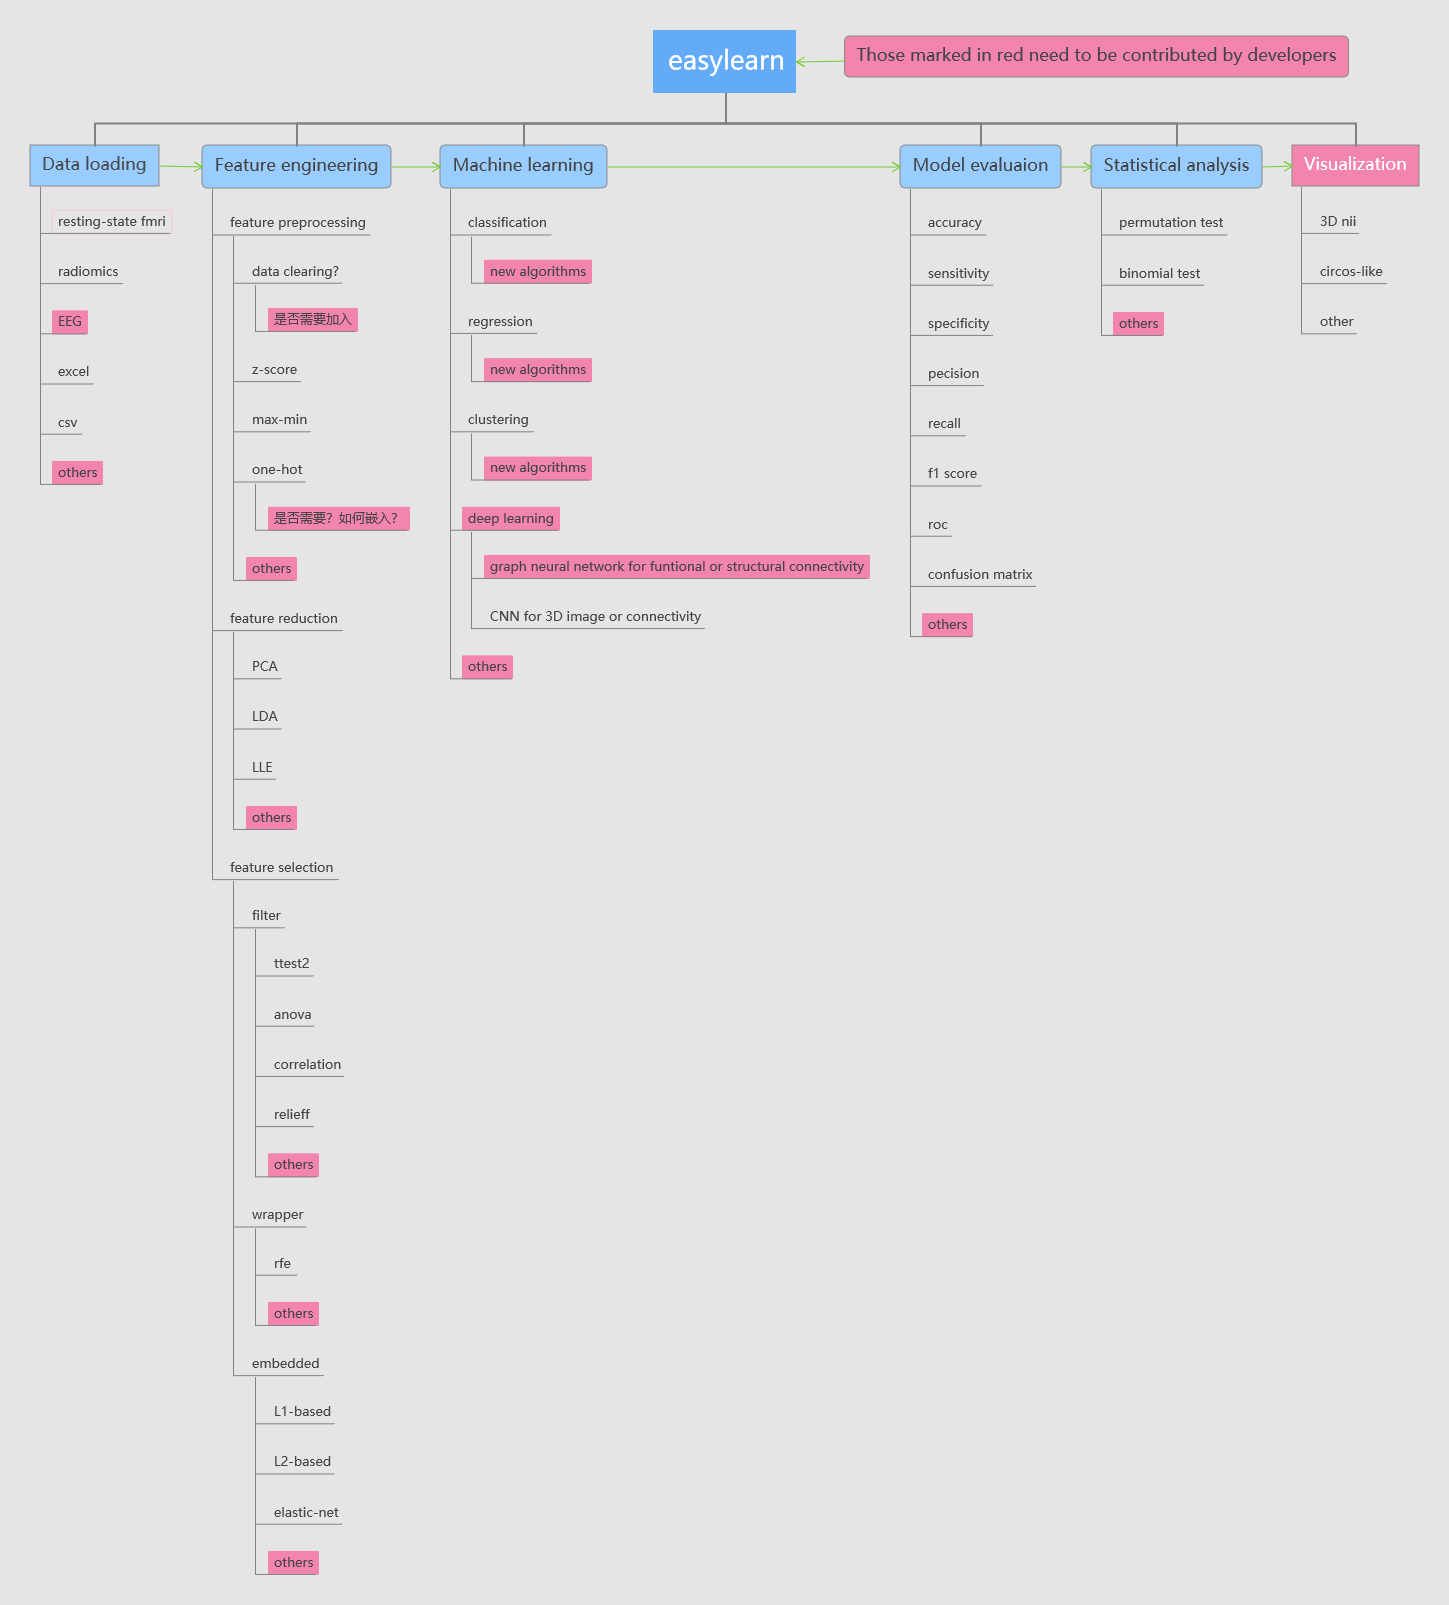 easylearn
Those marked in red need to be contributed by developers
Data loading
resting-state fmri
radiomics
EEG
excel
csv
others
Feature engineering
feature preprocessing
data clearing?
是否需要加入
z-score
max-min
one-hot
是否需要？如何嵌入？
others
feature reduction
PCA
LDA
LLE
others
feature selection
filter
ttest2
anova
correlation
relieff
others
wrapper
rfe
others
embedded
L1-based
L2-based
elastic-net
others
Machine learning
classification
new algorithms
regression
new algorithms
clustering
new algorithms
deep learning
graph neural network for funtional or structural connectivity
CNN for 3D image or connectivity
others
Model evaluaion
accuracy
sensitivity
specificity
pecision
recall
f1 score
roc
confusion matrix
others
Statistical analysis
permutation test
binomial test
others
Visualization
3D nii
circos-like
other